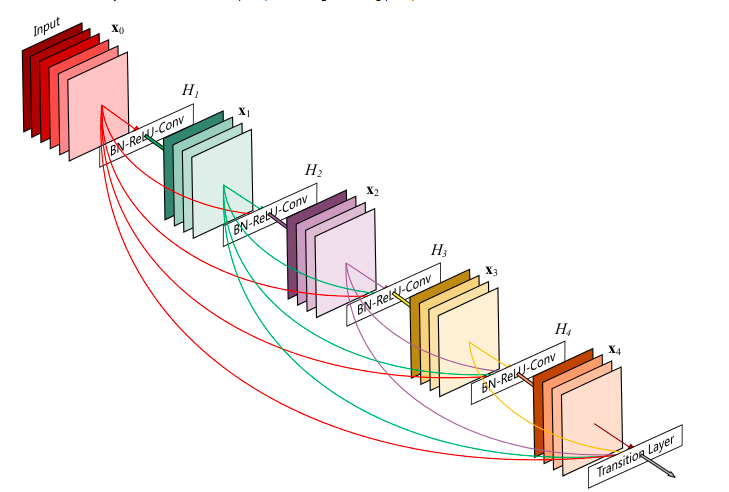 Input
x0
H1
BN-ReLU-Conv
x1
H2
BN-ReLU-Conv
x2
H3
BN-ReLU-Conv
x3
H4
BN-ReLU-Conv
x4
Transition Layer